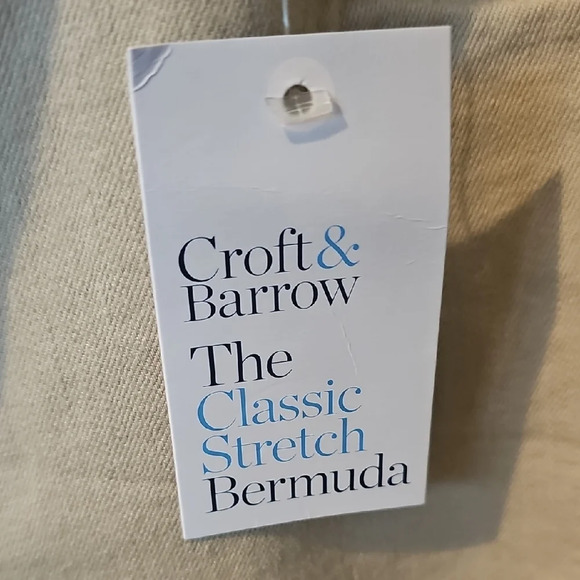 Croft&
Barrow
The
Classic
Stretch
Bermuda